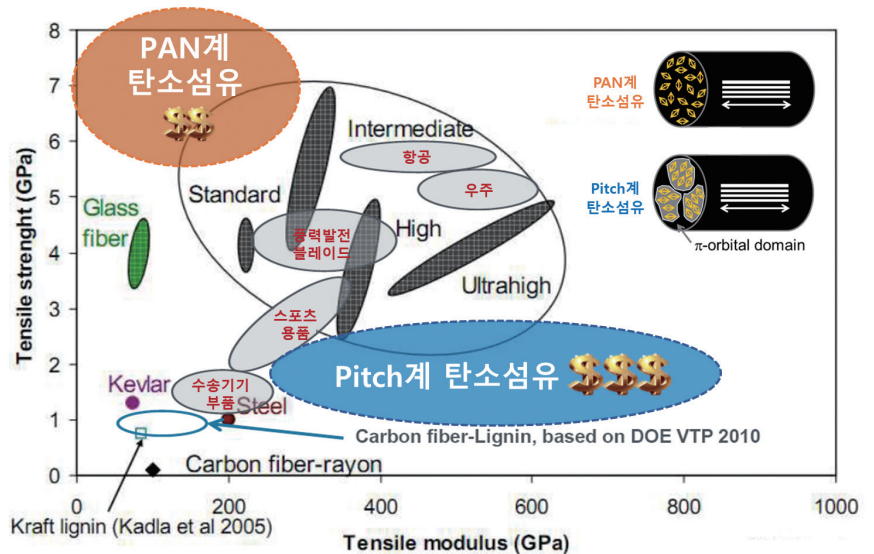 Tensile strenght (GPa)
8
7
6
5
4
3
2
1
0
PAN계
탄소섬유
$$
Intermediate
항공
우주
Standard
Glass
fiber
풍력발전
블레이드
High
Ultrahigh
스포츠
용품
Pitch계 탄소섬유 $$$
Kevlar
수송기기
부품
Steel
Carbon fiber-Lignin, based on DOE VTP 2010
Carbon fiber-rayon
Kraft lignin (Kadla et al 2005)
0
200
400
600
800
1000
Tensile modulus (GPa)
PAN계
탄소섬유
Pitch계
탄소섬유
π-orbital domain